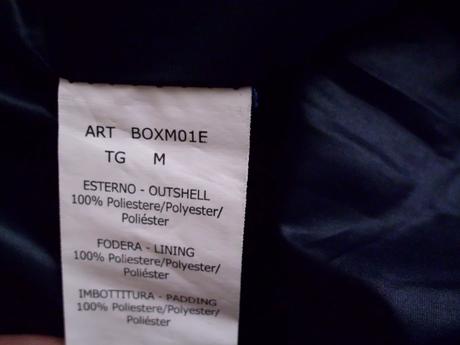 ART BOXM01E
TG M
ESTERNO - OUTSHELL
100% Poliestere/Polyester/
Poliéster
FODERA - LINING
100% Poliestere/Polyester/
Poliéster
IMBOTTITURA - PADDING
100% Poliestere/Polyester/
Poliéster